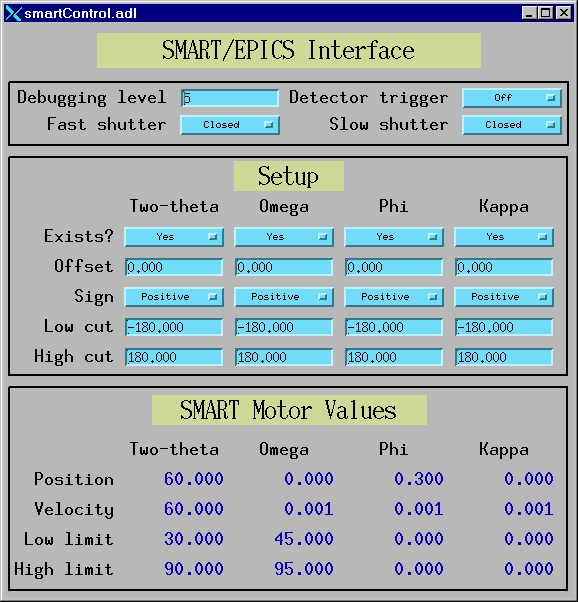 smartControl.adl
SMART/EPICS Interface
Debugging level 5 Detector trigger Off
Fast shutter Closed Slow shutter Closed
Setup
Two-theta Omega Phi Kappa
Exists? Yes Yes Yes Yes
Offset 0.000 0.000 0.000 0.000
Sign Positive Positive Positive Positive
Low cut -180.000 -180.000 -180.000 -180.000
High cut 180.000 180.000 180.000 180.000
SMART Motor Values
Two-theta Omega Phi Kappa
Position 60.000 0.000 0.300 0.000
Velocity 60.000 0.001 0.001 0.001
Low limit 30.000 45.000 0.000 0.000
High limit 90.000 95.000 0.000 0.000